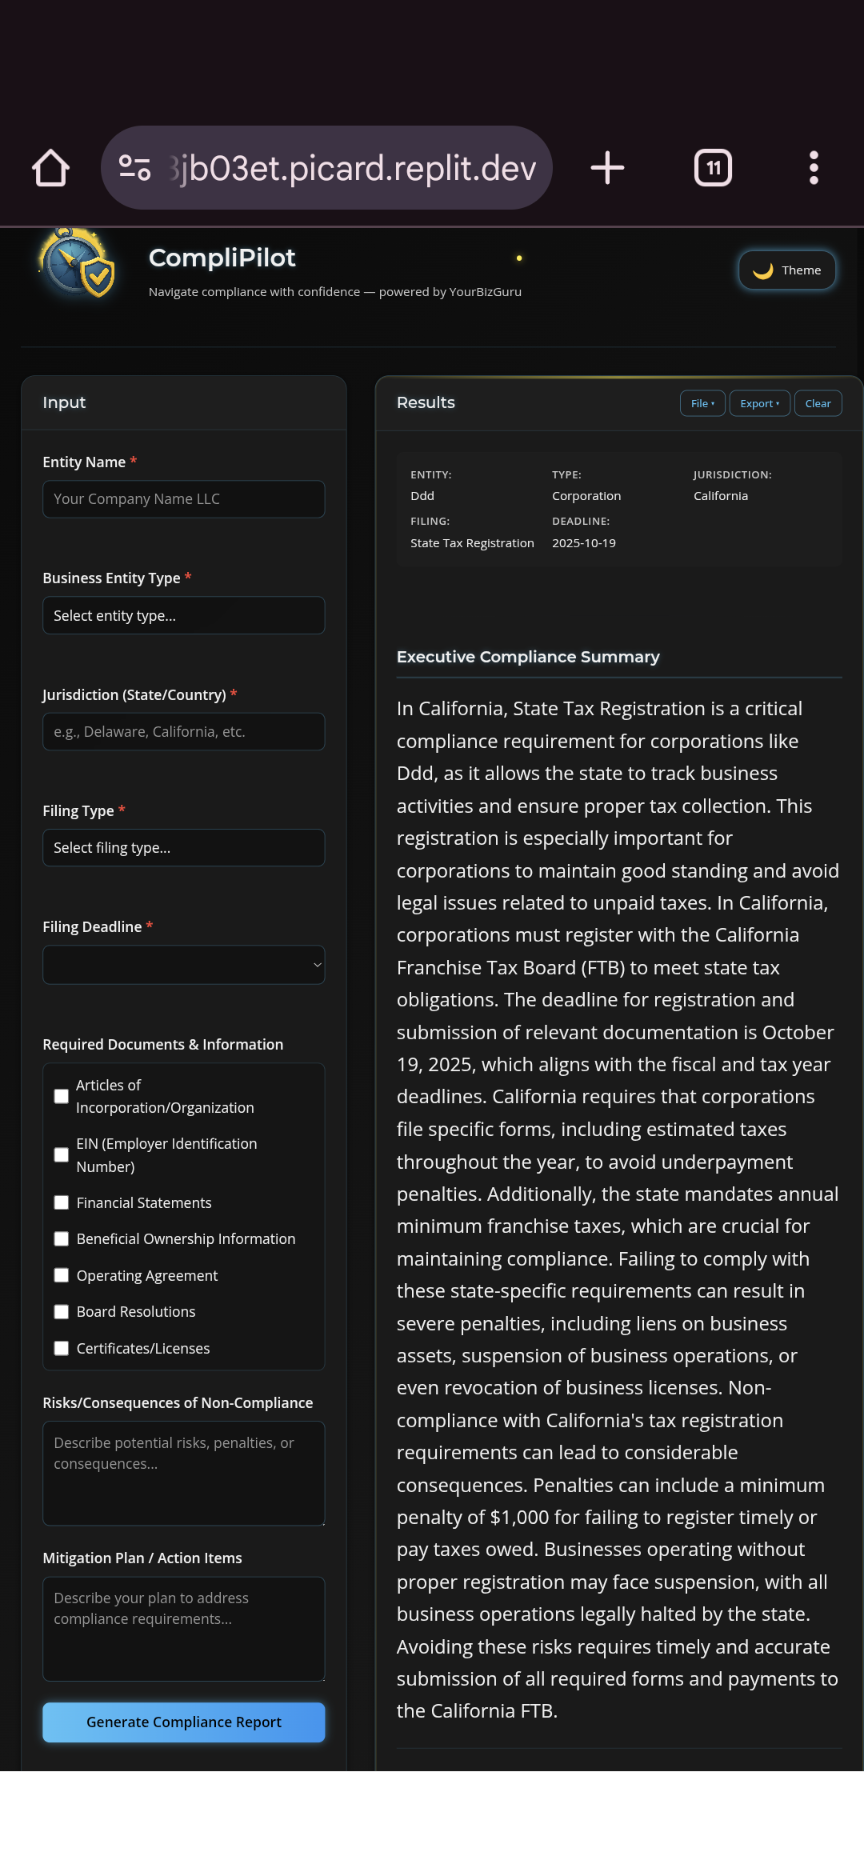 3jb03et.picard.replit.dev
11
CompliPilot
Navigate compliance with confidence — powered by YourBizGuru
Theme
Input
Entity Name *
Your Company Name LLC
Business Entity Type *
Select entity type...
Jurisdiction (State/Country) *
e.g., Delaware, California, etc.
Filing Type *
Select filing type...
Filing Deadline *
Required Documents & Information
Articles of
Incorporation/Organization
EIN (Employer Identification
Number)
Financial Statements
Beneficial Ownership Information
Operating Agreement
Board Resolutions
Certificates/Licenses
Risks/Consequences of Non-Compliance
Describe potential risks, penalties, or
consequences...
Mitigation Plan / Action Items
Describe your plan to address
compliance requirements...
Generate Compliance Report
Results
File
Export
Clear
ENTITY:
Ddd
TYPE:
Corporation
JURISDICTION:
California
FILING:
State Tax Registration
DEADLINE:
2025-10-19
Executive Compliance Summary
In California, State Tax Registration is a critical
compliance requirement for corporations like
Ddd, as it allows the state to track business
activities and ensure proper tax collection. This
registration is especially important for
corporations to maintain good standing and avoid
legal issues related to unpaid taxes. In California,
corporations must register with the California
Franchise Tax Board (FTB) to meet state tax
obligations. The deadline for registration and
submission of relevant documentation is October
19, 2025, which aligns with the fiscal and tax year
deadlines. California requires that corporations
file specific forms, including estimated taxes
throughout the year, to avoid underpayment
penalties. Additionally, the state mandates annual
minimum franchise taxes, which are crucial for
maintaining compliance. Failing to comply with
these state-specific requirements can result in
severe penalties, including liens on business
assets, suspension of business operations, or
even revocation of business licenses. Non-
compliance with California's tax registration
requirements can lead to considerable
consequences. Penalties can include a minimum
penalty of $1,000 for failing to register timely or
pay taxes owed. Businesses operating without
proper registration may face suspension, with all
business operations legally halted by the state.
Avoiding these risks requires timely and accurate
submission of all required forms and payments to
the California FTB.